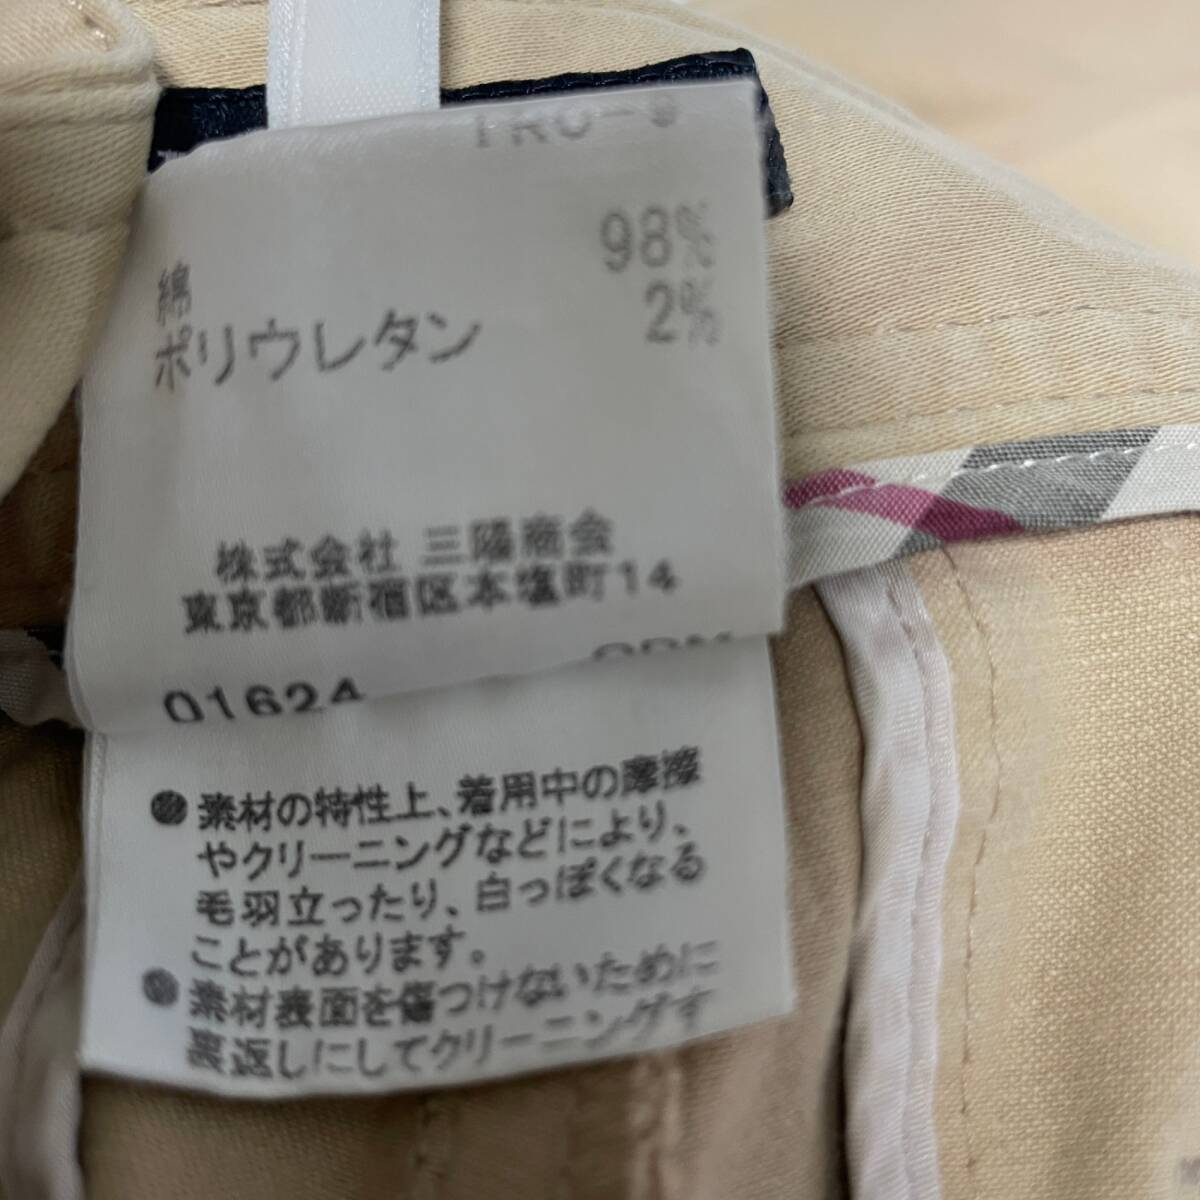 綿 98%
ポリウレタン 2%
株式会社 三陽商会
東京都新宿区本塩町14
01624
●素材の特性上、着用中の摩擦
やクリーニングなどにより、
毛羽立ったり、白っぽくなる
ことがあります。
●素材表面を傷つけないために
裏返しにしてクリーニングす